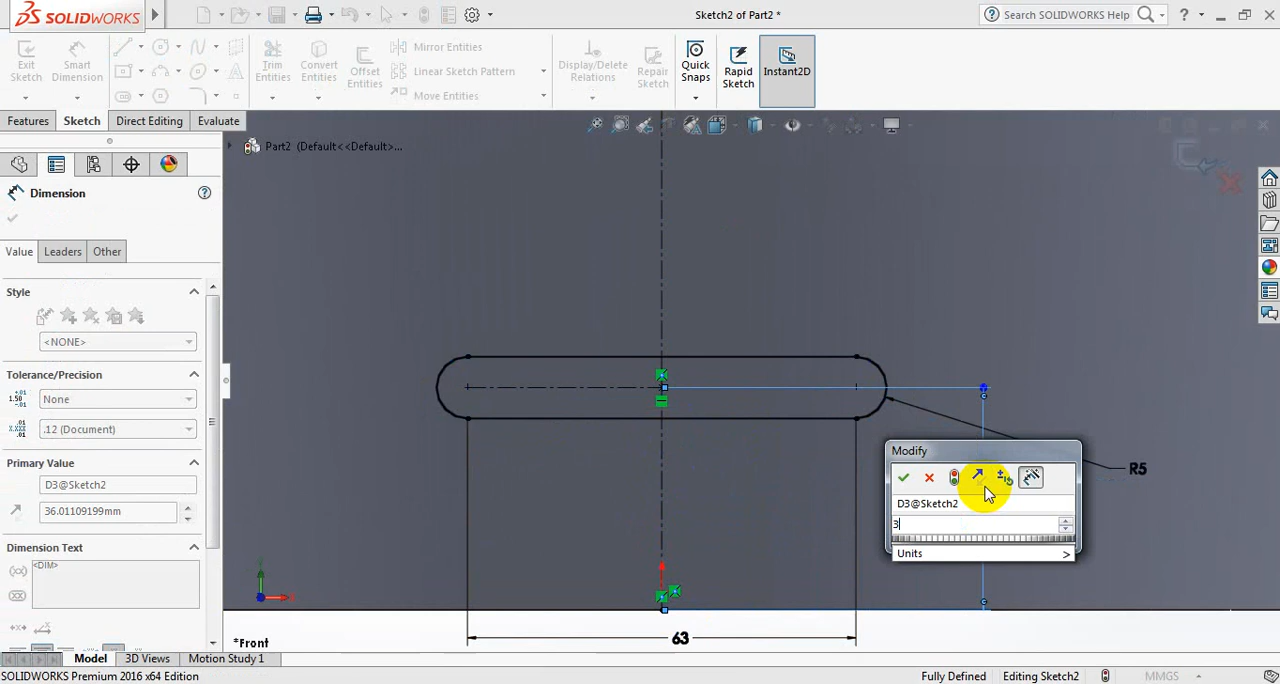 SOLIDWORKS
Sketch2 of Part2 *
Search SOLIDWORKS Help
?
Exit Sketch
Smart Dimension
Trim Entities
Convert Entities
Offset Entities
Mirror Entities
Linear Sketch Pattern
Move Entities
Display/Delete Relations
Repair Sketch
Quick Snaps
Rapid Sketch
Instant2D
Features
Sketch
Direct Editing
Evaluate
Part2 (Default<<Default>...
Dimension
Value
Leaders
Other
Style
<NONE>
Tolerance/Precision
None
.12 (Document)
Primary Value
D3@Sketch2
36.01109199mm
Dimension Text
<DIM>
Modify
D3@Sketch2
3
Units >
R5
63
*Front
Model
3D Views
Motion Study 1
SOLIDWORKS Premium 2016 x64 Edition
Fully Defined
Editing Sketch2
MMGS